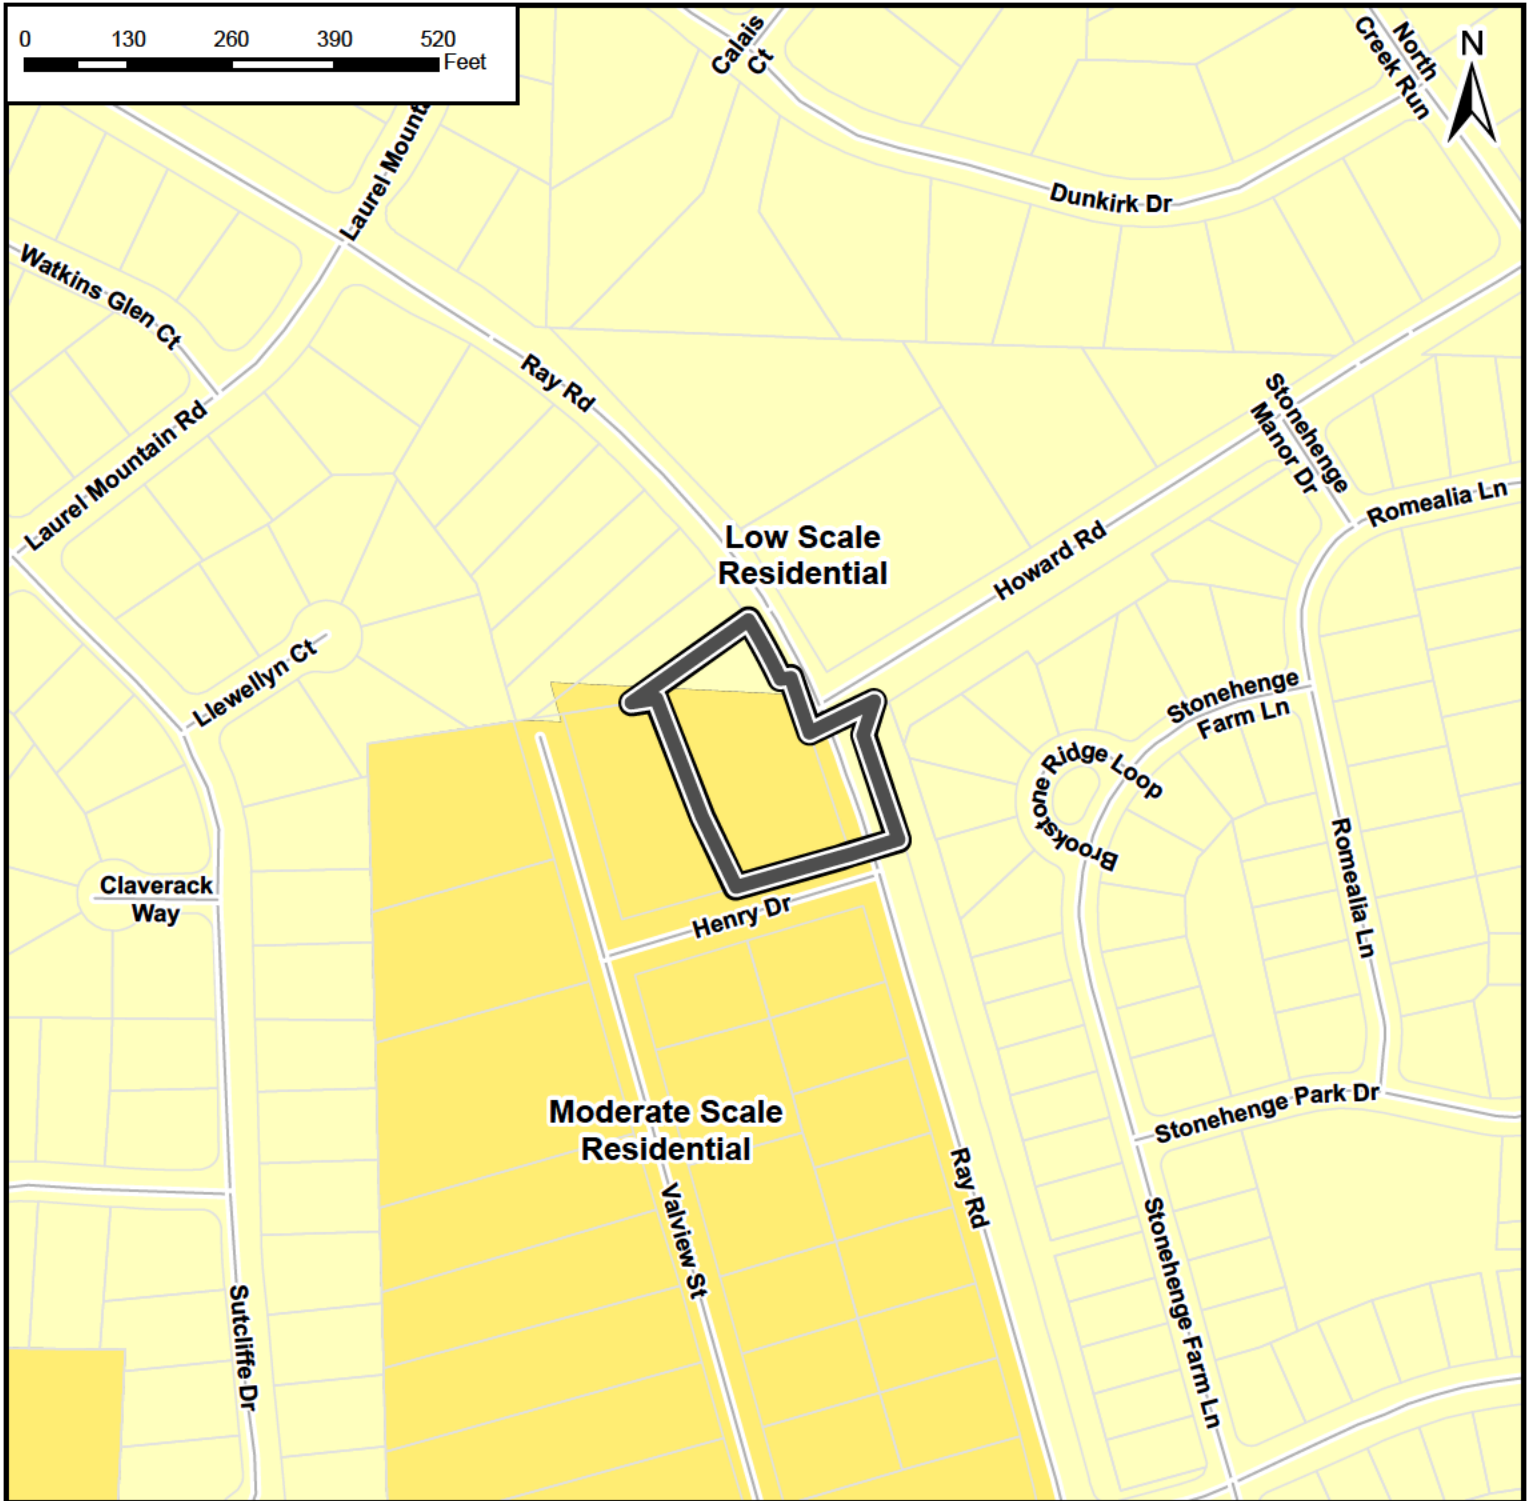 0 130 260 390 520
Feet
Calais
Ct
North
Creek Run
N
Laurel Mounta
Dunkirk Dr
Watkins Glen Ct
Ray Rd
Stonehenge
Manor Dr
Laurel Mountain Rd
Romealia Ln
Low Scale
Residential
Howard Rd
Llewellyn Ct
Stonehenge
Farm Ln
Brookstone Ridge Loop
Romealia Ln
Claverack
Way
Henry Dr
Moderate Scale
Residential
Stonehenge Park Dr
Ray Rd
Valview St
Stonehenge Farm Ln
Sutcliffe Dr